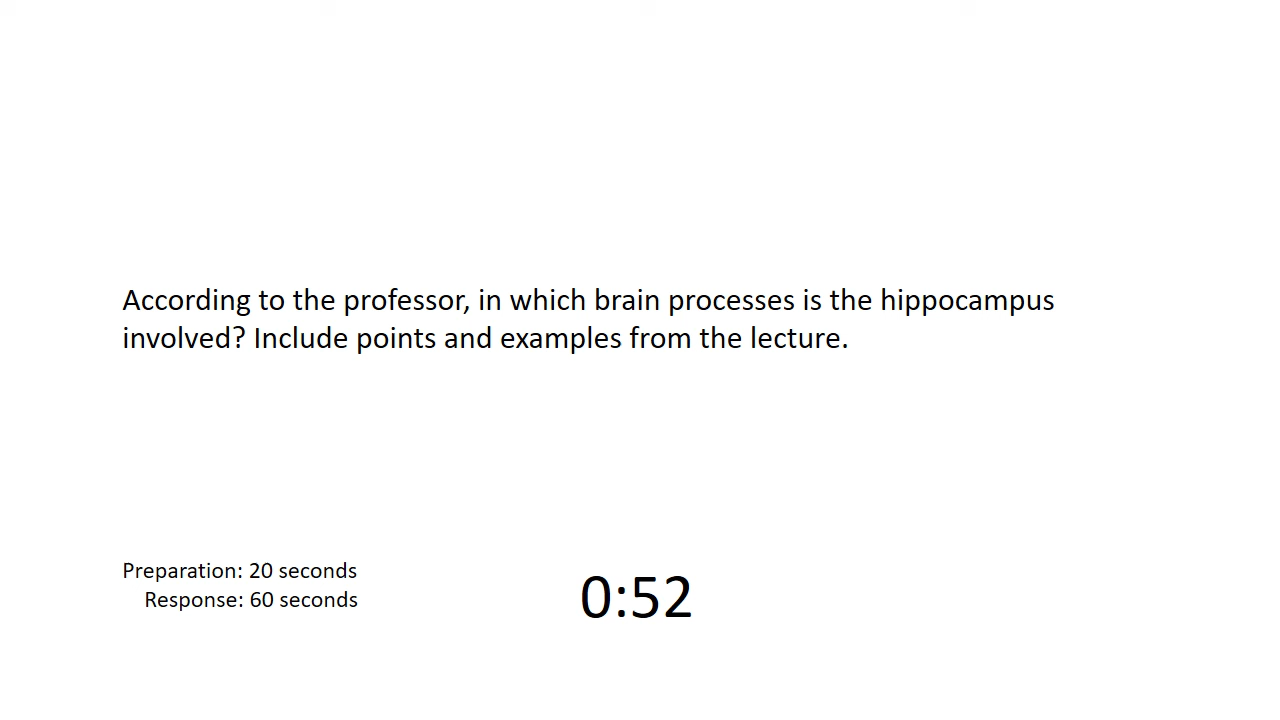 According to the professor, in which brain processes is the hippocampus
involved? Include points and examples from the lecture.
Preparation: 20 seconds
Response: 60 seconds
0:52